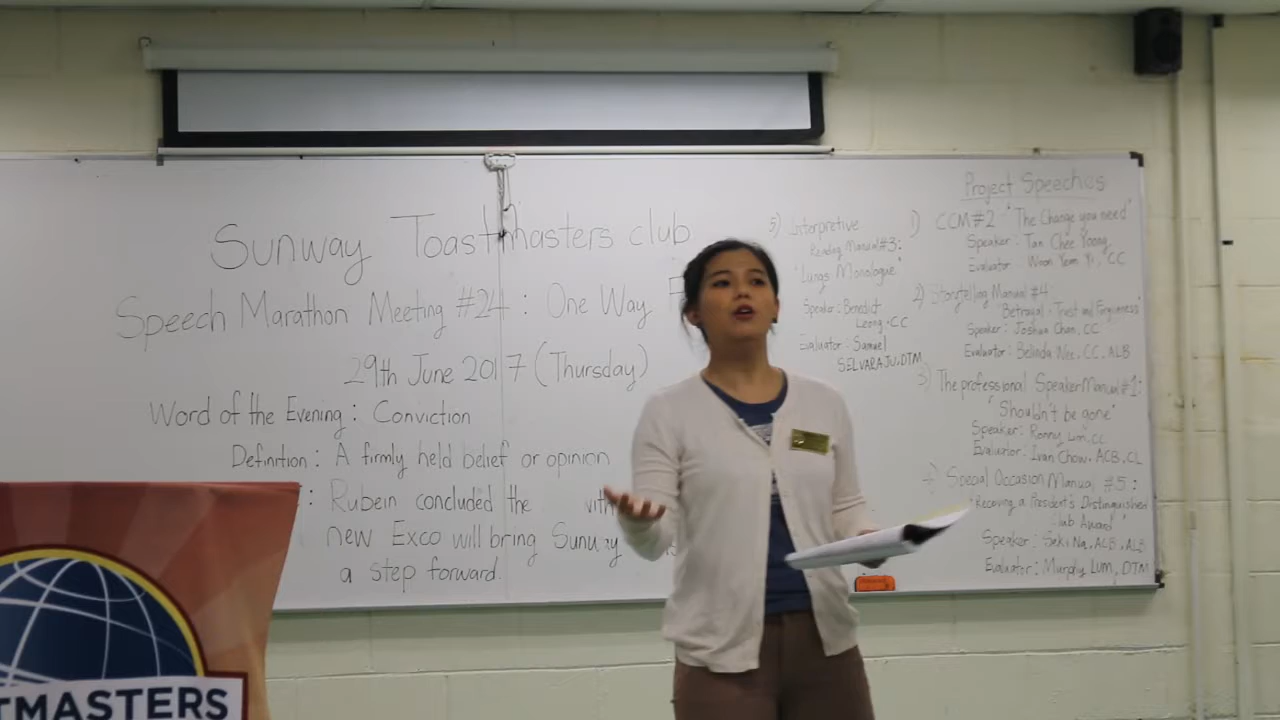 Sunway Toastmasters club
Speech Marathon Meeting #24 : One Way
29th June 2017 (Thursday)
Word of the Evening : Conviction
Definition : A firmly held belief or opinion
: Rubein concluded the with
new Exco will bring Sunway
a step forward.
5) Interpretive
Reading Manual #3:
"Lungs Monologue"
Speaker : Benedict
Leong, CC
Evaluator : Samuel
SELVARAJU, DTM
Project Speeches
1) CCM #2 "The Change you need"
Speaker : Tan Chee Yoong
Evaluator : Woon Yean Yi, CC
2) Storytelling Manual #4
Betrayal, Trust and Forgiveness"
Speaker : Joshua Chan, CC
Evaluator : Belinda Wee, CC, ALB
3) The professional Speaker Manual #1:
"Shouldn't be gone"
Speaker : Ronny Lim, CC
Evaluator : Ivan Chow, ACB, CL
Special Occasion Manual #5 :
"Receiving a President's Distinguished
Club Award"
Speaker : Seki Na, ALB, ALB
Evaluator : Murphy Lum, DTM
TMASTERS